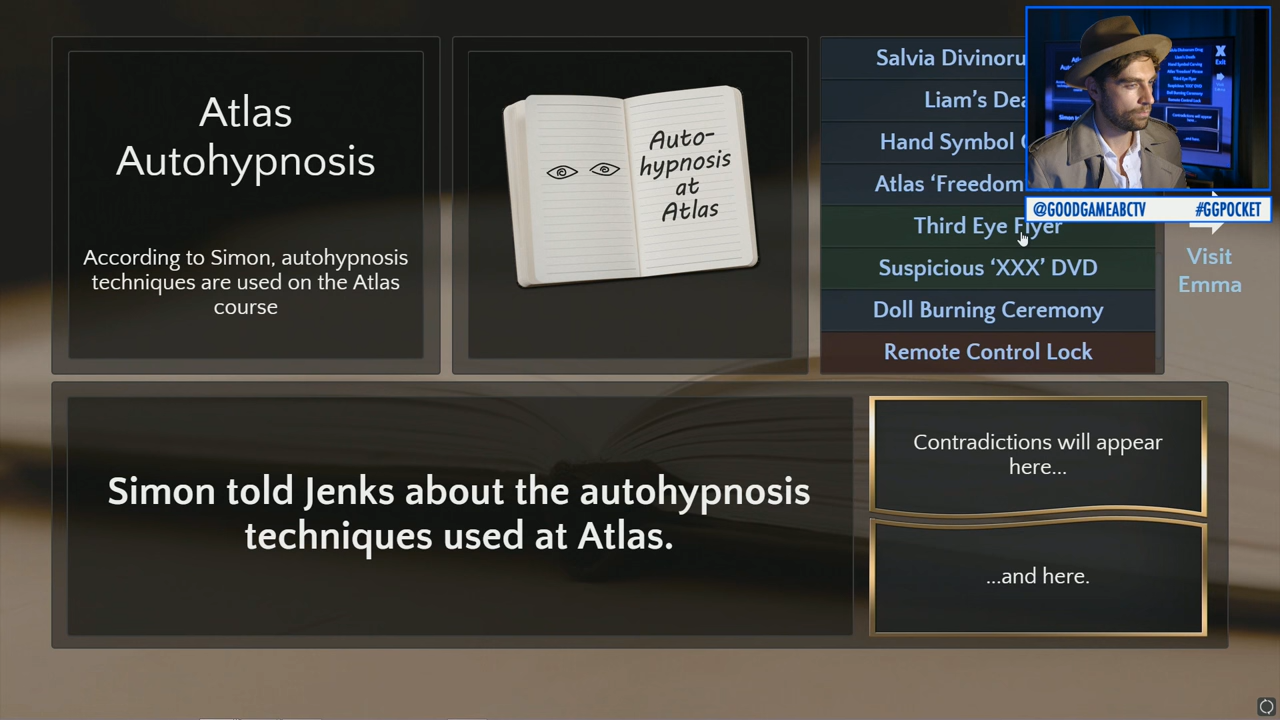 Atlas
Autohypnosis
According to Simon, autohypnosis
techniques are used on the Atlas
course
Auto-
hypnosis
at
Atlas
Salvia Divinoru
Liam's Dea
Hand Symbol
Atlas ‘Freedom
Third Eye Flyer
Suspicious ‘XXX’ DVD
Doll Burning Ceremony
Remote Control Lock
Exit
@GOODGAMEABCTV
#GGPOCKET
Visit
Emma
Simon told Jenks about the autohypnosis
techniques used at Atlas.
Contradictions will appear
here...
...and here.